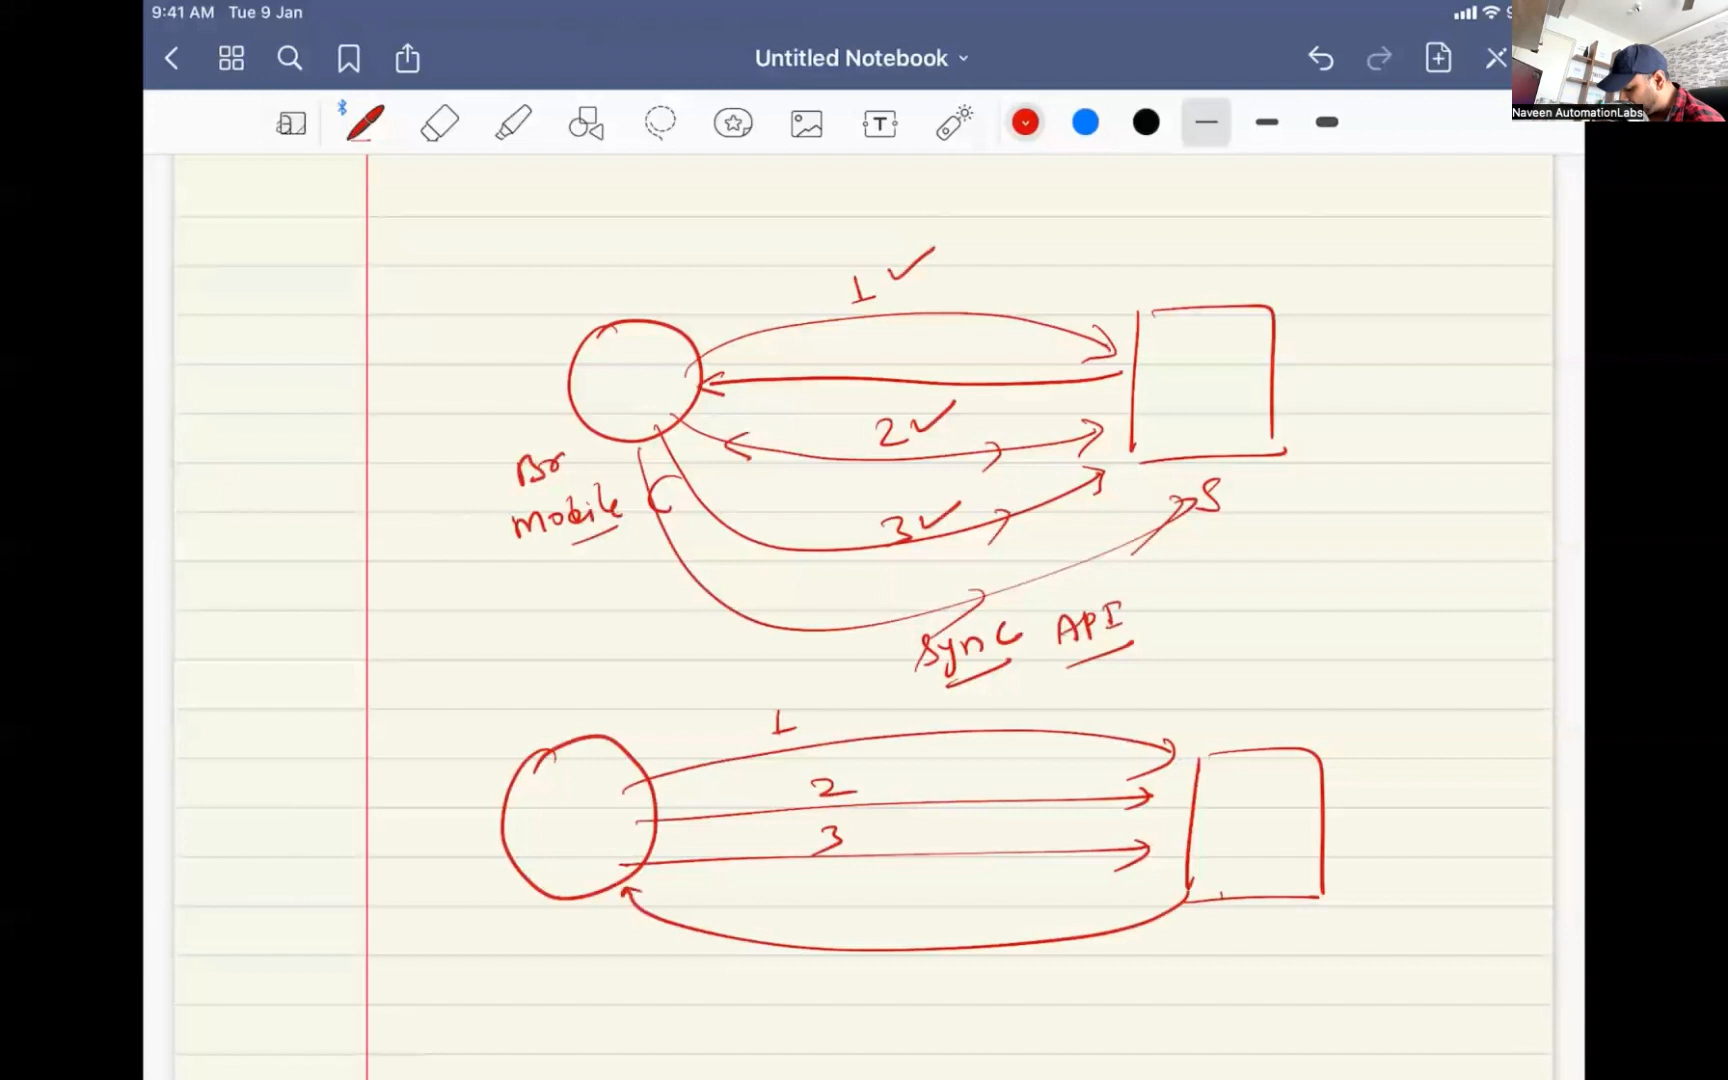 9:41 AM Tue 9 Jan
Untitled Notebook
T
Naveen AutomationLabs
1
2
3
Br
Mobile
S
Sync API
1
2
3